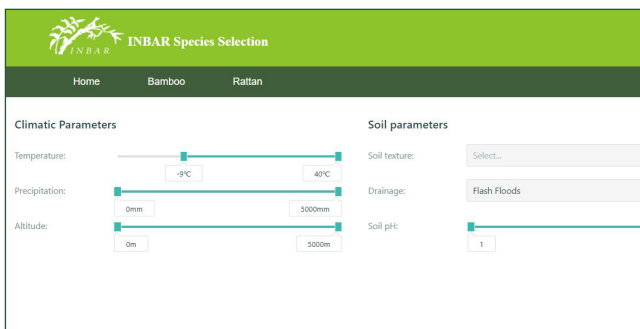 INBAR
INBAR Species Selection
Home Bamboo Rattan
Climatic Parameters
Temperature:
-9°C 40°C
Precipitation:
0mm 5000mm
Altitude:
0m 5000m
Soil parameters
Soil texture: Select...
Drainage: Flash Floods
Soil pH:
1